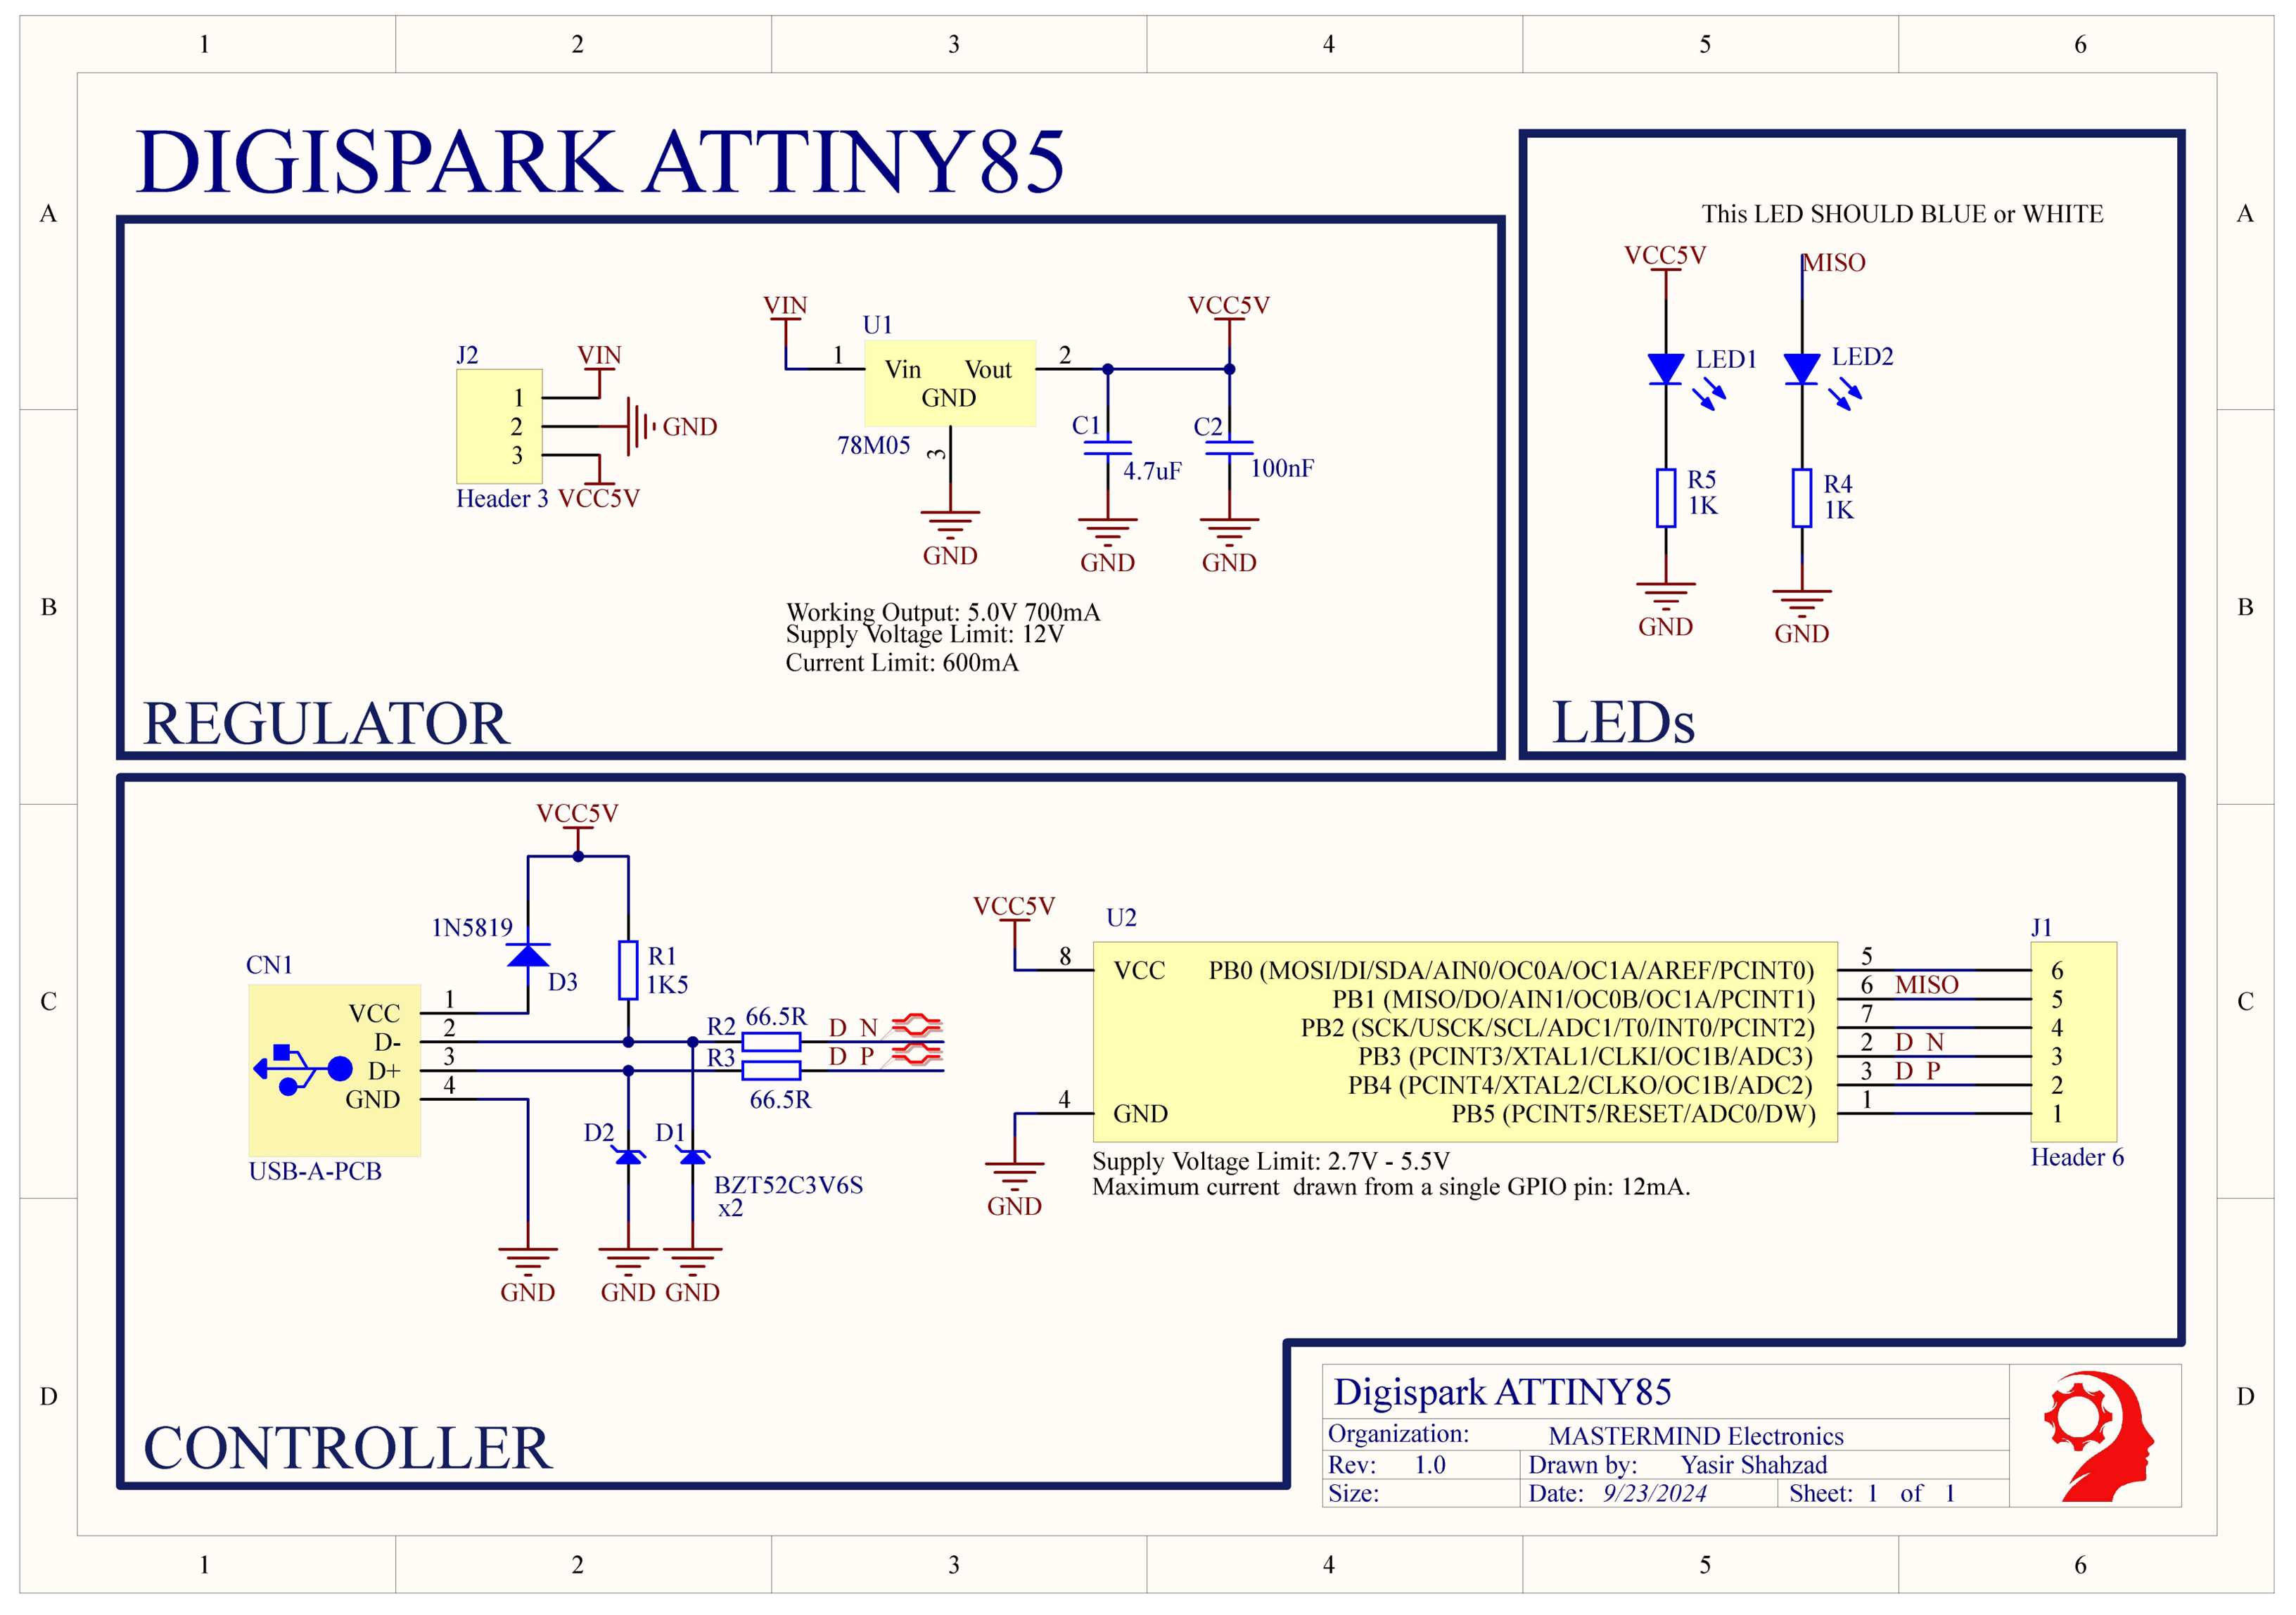 1 2 3 4 5 6
A
B
C
D
A
B
C
D
DIGISPARK ATTINY85
J2
1
2
3
Header 3
VIN
GND
VCC5V
VIN
U1
1
Vin
Vout
GND
2
3
78M05
GND
VCC5V
C1
4.7uF
GND
C2
100nF
GND
Working Output: 5.0V 700mA
Supply Voltage Limit: 12V
Current Limit: 600mA
REGULATOR
This LED SHOULD BLUE or WHITE
VCC5V
MISO
LED1
LED2
R5
1K
R4
1K
GND
GND
LEDs
VCC5V
1N5819
D3
R1
1K5
CN1
VCC
D-
D+
GND
1
2
3
4
USB-A-PCB
R2
66.5R
D N
R3
66.5R
D P
D2
D1
BZT52C3V6S
x2
GND
GND
GND
VCC5V
U2
8
VCC
4
GND
GND
PB0 (MOSI/DI/SDA/AIN0/OC0A/OC1A/AREF/PCINT0)
PB1 (MISO/DO/AIN1/OC0B/OC1A/PCINT1)
PB2 (SCK/USCK/SCL/ADC1/T0/INT0/PCINT2)
PB3 (PCINT3/XTAL1/CLKI/OC1B/ADC3)
PB4 (PCINT4/XTAL2/CLKO/OC1B/ADC2)
PB5 (PCINT5/RESET/ADC0/DW)
5
6 MISO
7
2 D N
3 D P
1
J1
6
5
4
3
2
1
Header 6
Supply Voltage Limit: 2.7V - 5.5V
Maximum current drawn from a single GPIO pin: 12mA.
CONTROLLER
Digispark ATTINY85
Organization: MASTERMIND Electronics
Rev: 1.0 Drawn by: Yasir Shahzad
Size: Date: 9/23/2024 Sheet: 1 of 1
1 2 3 4 5 6